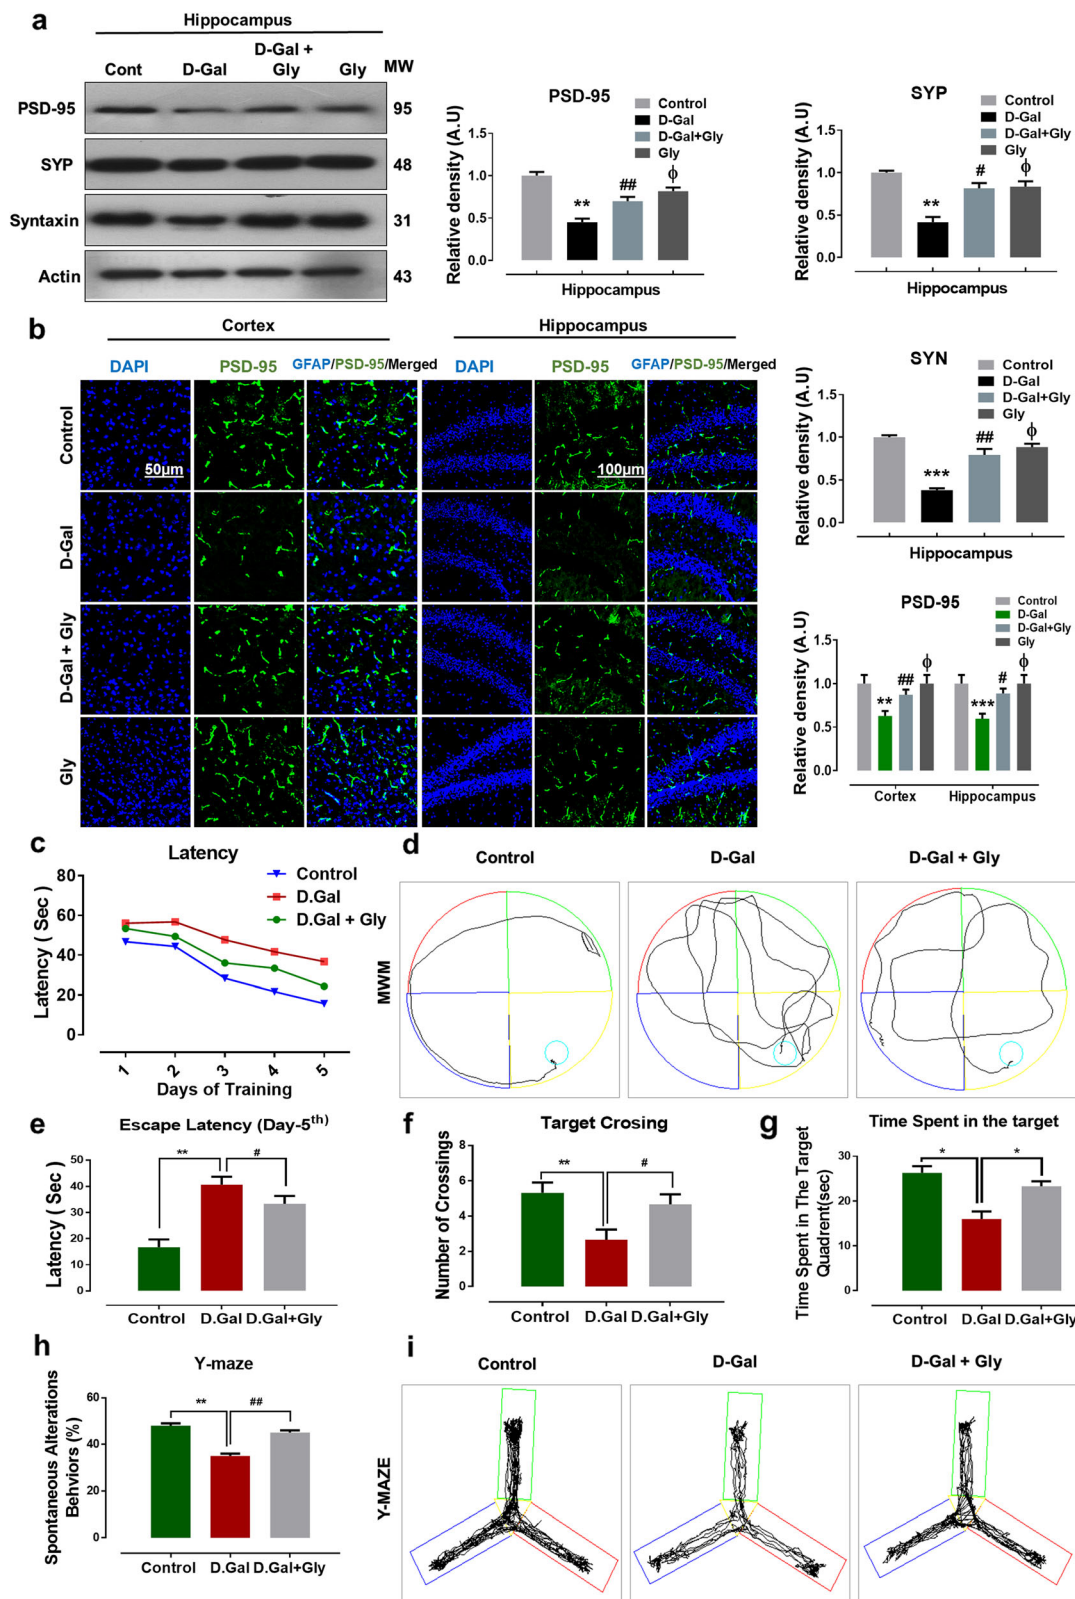 a
Hippocampus
Cont
D-Gal
D-Gal +
Gly
Gly
MW
PSD-95
95
SYP
48
Syntaxin
31
Actin
43
PSD-95
Control
D-Gal
D-Gal+Gly
Gly
Relative density (A.U)
1.5
1.0
0.5
0.0
**
##
ϕ
Hippocampus
SYP
Control
D-Gal
D-Gal+Gly
Gly
Relative density (A.U)
1.5
1.0
0.5
0.0
**
#
ϕ
Hippocampus
b
Cortex
Hippocampus
DAPI
PSD-95
GFAP/PSD-95/Merged
DAPI
PSD-95
GFAP/PSD-95/Merged
Control
50µm
100µm
D-Gal
D-Gal + Gly
Gly
SYN
Control
D-Gal
D-Gal+Gly
Gly
Relative density (A.U)
1.5
1.0
0.5
0.0
***
##
ϕ
Hippocampus
PSD-95
Control
D-Gal
D-Gal+Gly
Gly
Relative density (A.U)
1.5
1.0
0.5
0.0
**
##
ϕ
***
#
ϕ
Cortex
Hippocampus
c
Latency
Control
D.Gal
D.Gal + Gly
Latency ( Sec)
80
60
40
20
0
1 2 3 4 5
Days of Training
d
Control
D-Gal
D-Gal + Gly
MWM
e
Escape Latency (Day-5th)
Latency ( Sec)
50
40
30
20
10
0
**
#
Control
D.Gal
D.Gal+Gly
f
Target Crosing
Number of Crossings
8
6
4
2
0
**
#
Control
D.Gal
D.Gal+Gly
g
Time Spent in the target
Time Spent in The Target
Quadrent(sec)
30
20
10
0
*
*
Control
D.Gal
D.Gal+Gly
h
Y-maze
Spontaneous Alterations
Behviors (%)
60
40
20
0
**
##
Control
D.Gal
D.Gal+Gly
i
Control
D-Gal
D-Gal + Gly
Y-MAZE